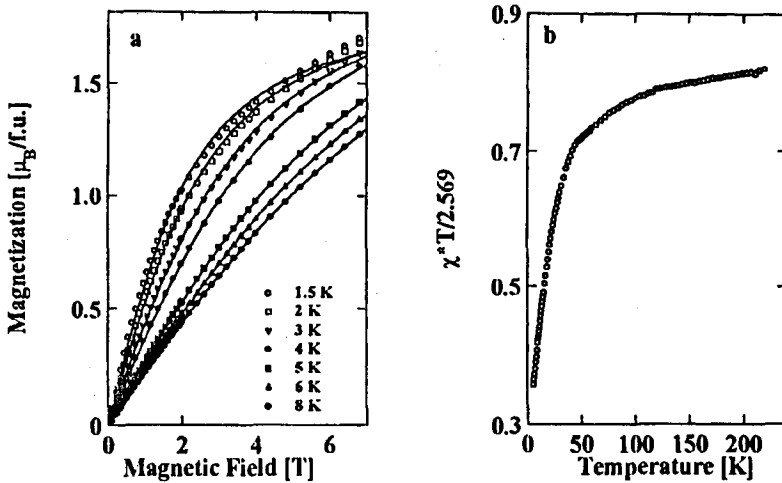 a
1.5
1.0
0.5
0
Magnetization [μB/f.u.]
1.5 K
2 K
3 K
4 K
5 K
6 K
8 K
0 2 4 6
Magnetic Field [T]
b
0.9
0.7
0.5
0.3
χ*T/2.569
0 50 100 150 200
Temperature [K]